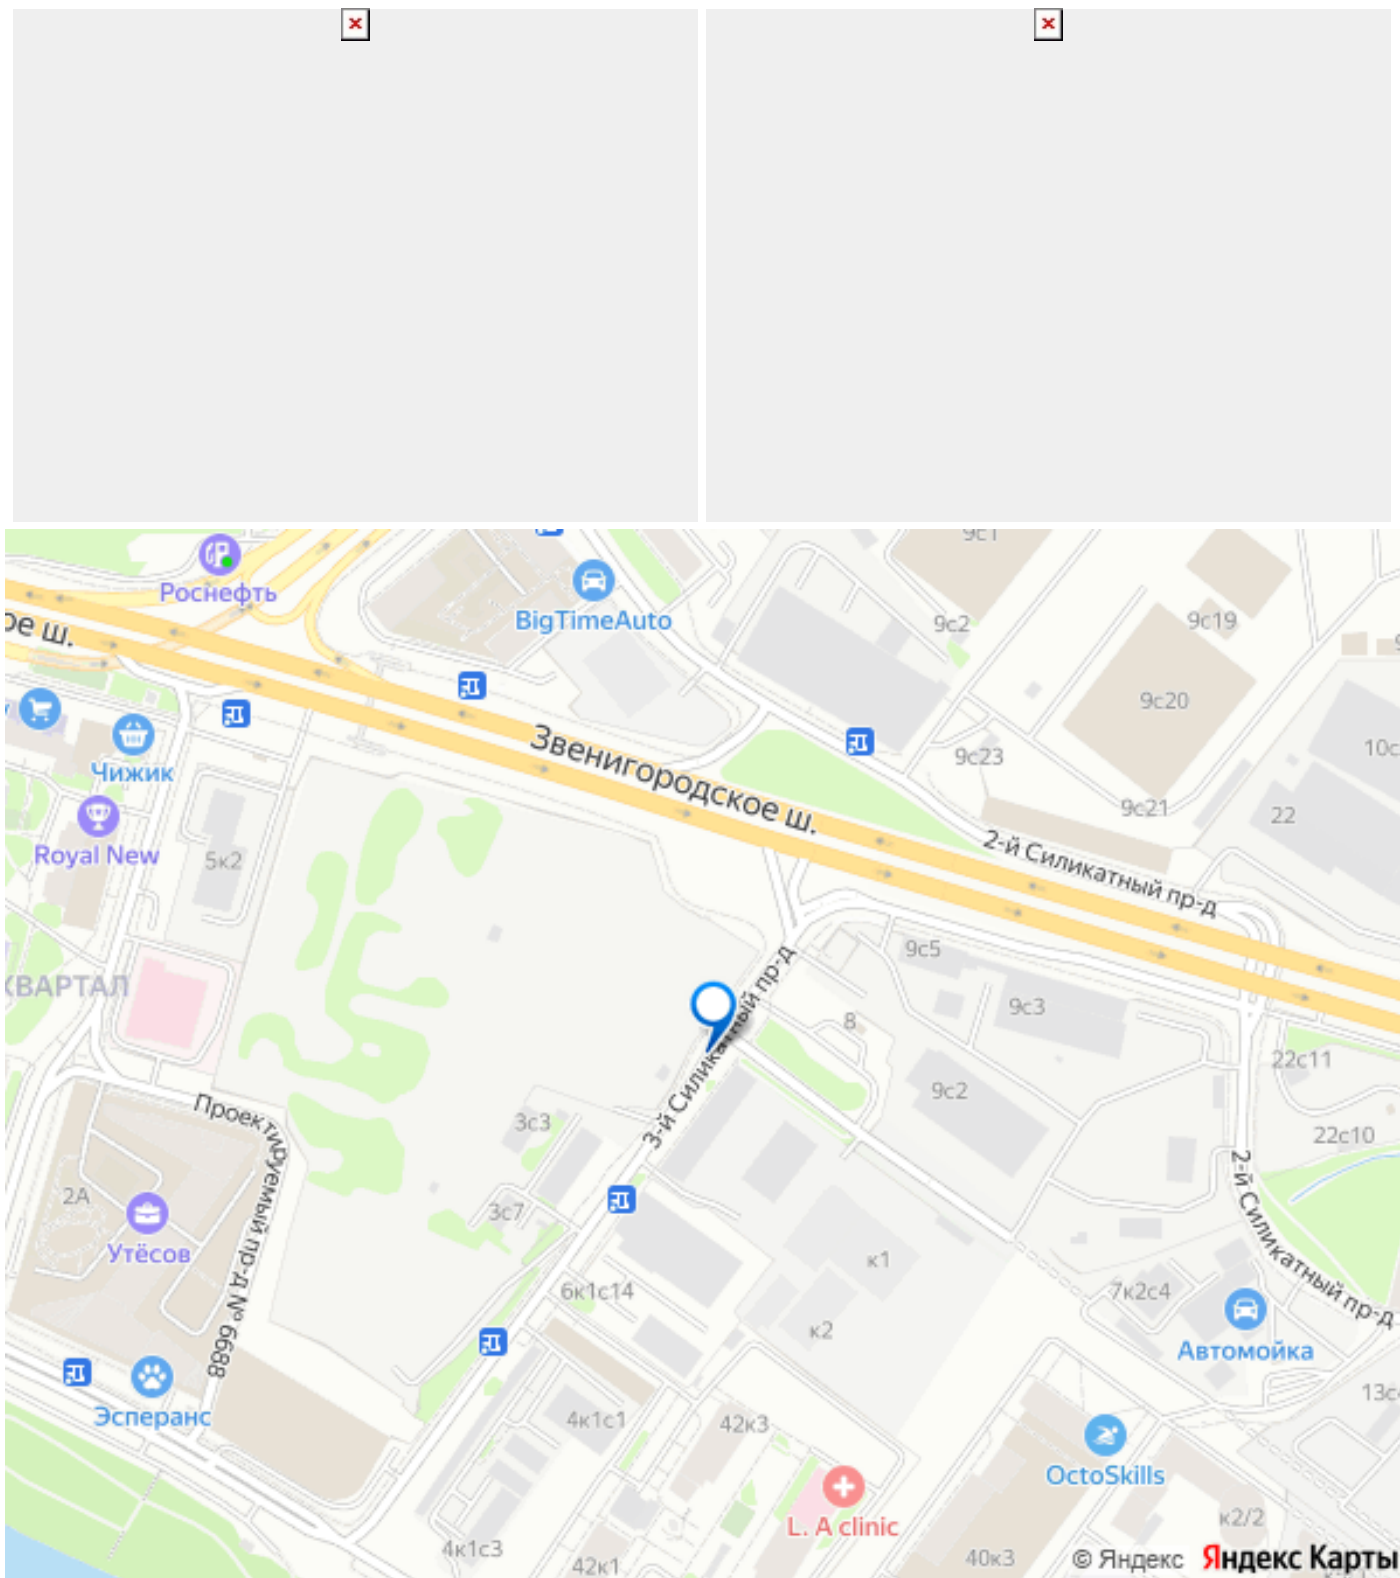 9с1
Роснефть
BigTimeAuto
9с2
9с19
ое ш.
9с20
Звенигородское ш.
9с23
10с
Чижик
9с21
22
Royal New
5к2
2-й Силикатный пр-д
9с5
КВАРТАЛ
9с3
8
3-й Силикатный пр-д
22с11
9с2
Проектируемый пр-д № 6688
3с3
22с10
2А
3с7
2-й Силикатный пр-д
Утёсов
к1
6к1с14
7к2с4
к2
Автомойка
Эсперанс
13с
4к1с1
42к3
OctoSkills
L. A clinic
к2/2
4к1с3
42к1
40к3
© Яндекс Яндекс Карты